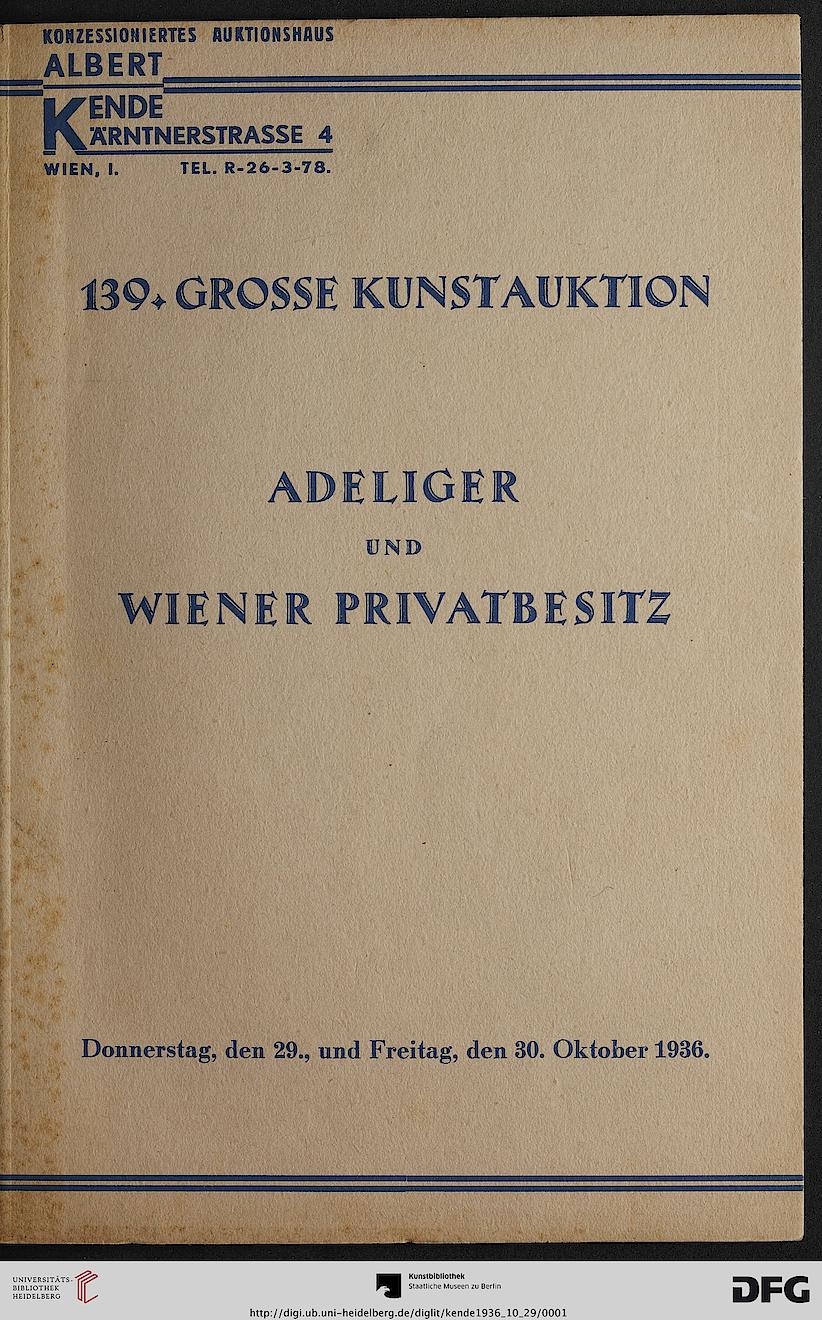 KONZESSIONIERTES AUKTIONSHAUS
ALBERT
KENDE
KÄRNTNERSTRASSE 4
WIEN, I. TEL. R-26-3-78.
139. GROSSE KUNSTAUKTION
ADELIGER
UND
WIENER PRIVATBESITZ
Donnerstag, den 29., und Freitag, den 30. Oktober 1936.
UNIVERSITÄTS-
BIBLIOTHEK
HEIDELBERG
Kunstbibliothek
Staatliche Museen zu Berlin
DFG
http://digi.ub.uni-heidelberg.de/diglit/kende1936_10_29/0001